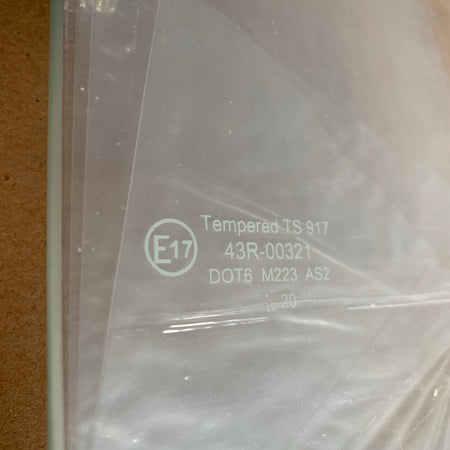 E17
Tempered TS 917
43R-00321
DOT6 M223 AS2
20